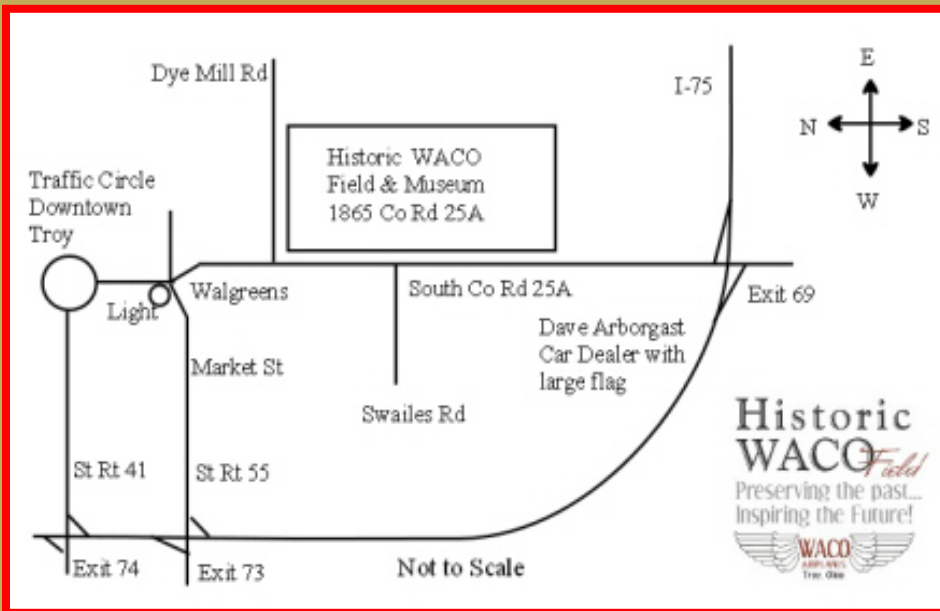 Dye Mill Rd
I-75
E
N
S
W
Historic WACO
Field & Museum
1865 Co Rd 25A
Traffic Circle
Downtown
Troy
Light
Walgreens
South Co Rd 25A
Exit 69
Dave Arborgast
Car Dealer with
large flag
Market St
Swailes Rd
St Rt 41
St Rt 55
Exit 74
Exit 73
Not to Scale
Historic
WACO Field
Preserving the past...
Inspiring the Future!
WACO
AIRPLANES
Troy, Ohio